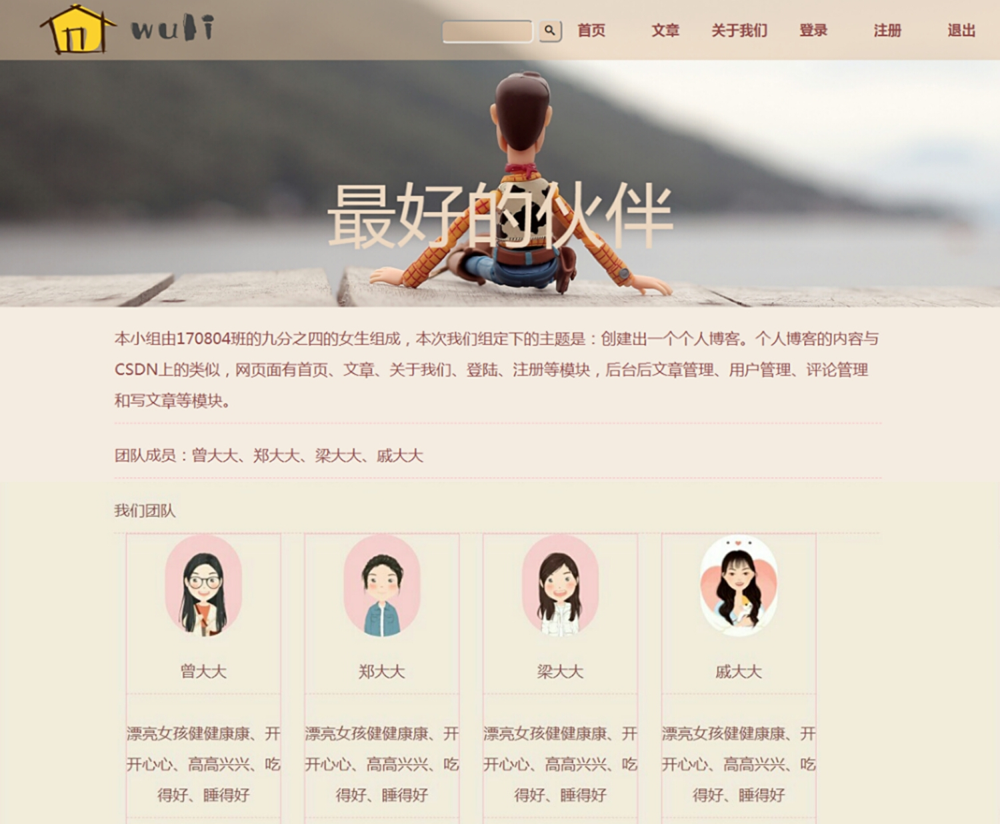 wuli
首页 文章 关于我们 登录 注册 退出
最好的伙伴
本小组由170804班的九分之四的女生组成，本次我们组定下的主题是：创建出一个个人博客。个人博客的内容与
CSDN上的类似，网页面有首页、文章、关于我们、登陆、注册等模块，后台后文章管理、用户管理、评论管理
和写文章等模块。
团队成员：曾大大、郑大大、梁大大、戚大大
我们团队
曾大大
漂亮女孩健健康康、开
开心心、高高兴兴、吃
得好、睡得好
郑大大
漂亮女孩健健康康、开
开心心、高高兴兴、吃
得好、睡得好
梁大大
漂亮女孩健健康康、开
开心心、高高兴兴、吃
得好、睡得好
戚大大
漂亮女孩健健康康、开
开心心、高高兴兴、吃
得好、睡得好